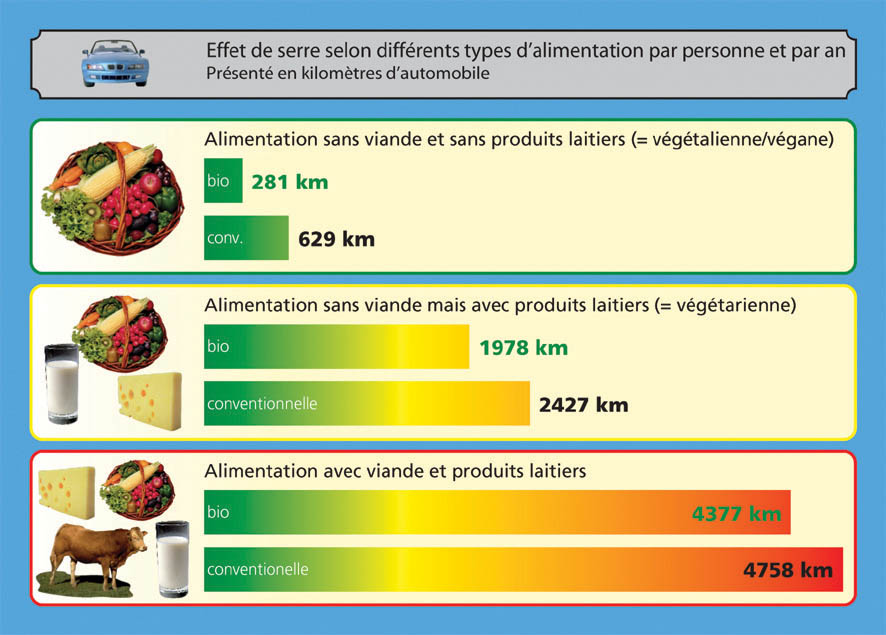 Effet de serre selon différents types d'alimentation par personne et par an
Présenté en kilomètres d'automobile
Alimentation sans viande et sans produits laitiers (= végétalienne/végane)
bio 281 km
conv. 629 km
Alimentation sans viande mais avec produits laitiers (= végétarienne)
bio 1978 km
conventionnelle 2427 km
Alimentation avec viande et produits laitiers
bio 4377 km
conventionelle 4758 km